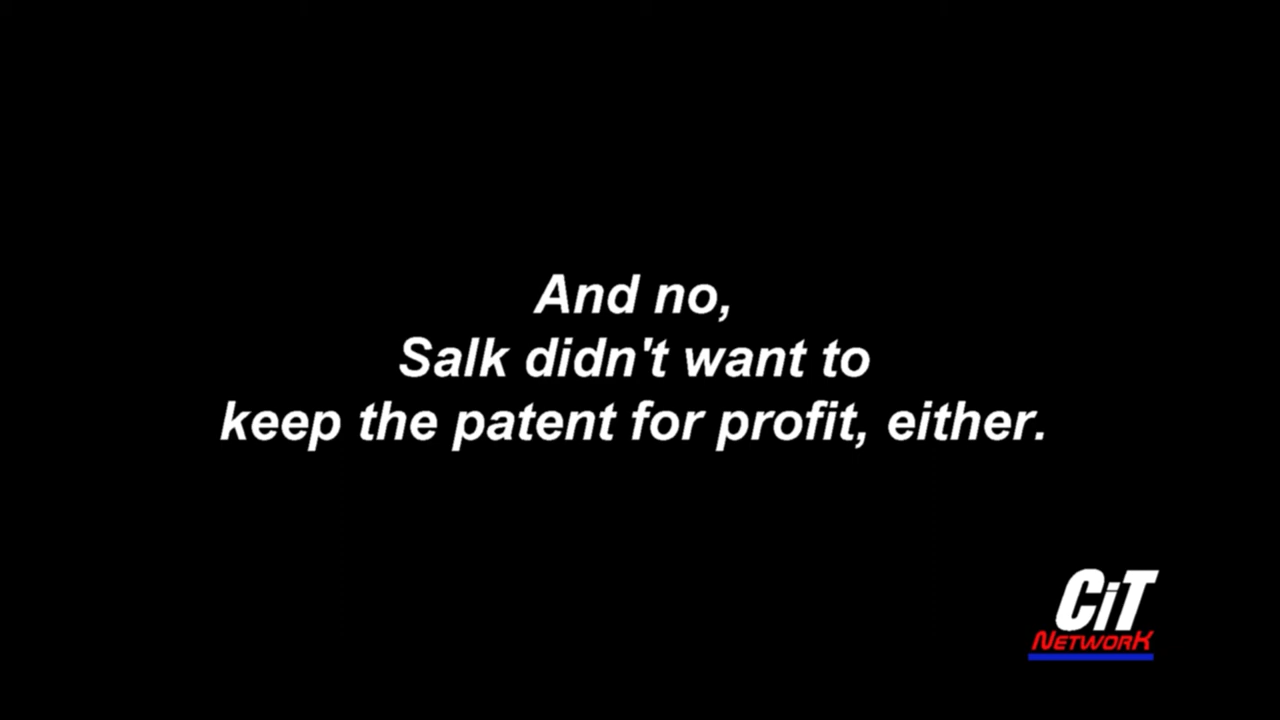 And no,
Salk didn't want to
keep the patent for profit, either.
CiT
NETWORK